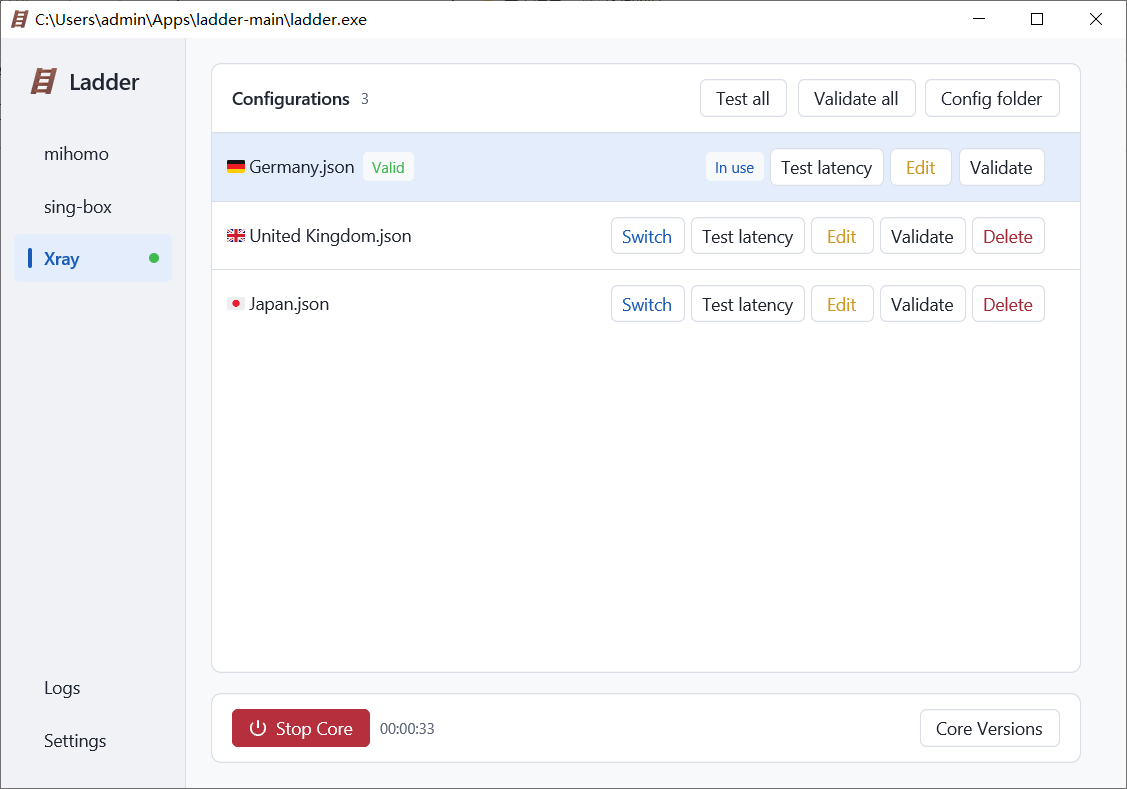 C:\Users\admin\Apps\ladder-main\ladder.exe
Ladder
mihomo
sing-box
Xray
Logs
Settings
Configurations 3 Test all Validate all Config folder
Germany.json Valid In use Test latency Edit Validate
United Kingdom.json Switch Test latency Edit Validate Delete
Japan.json Switch Test latency Edit Validate Delete
Stop Core 00:00:33 Core Versions